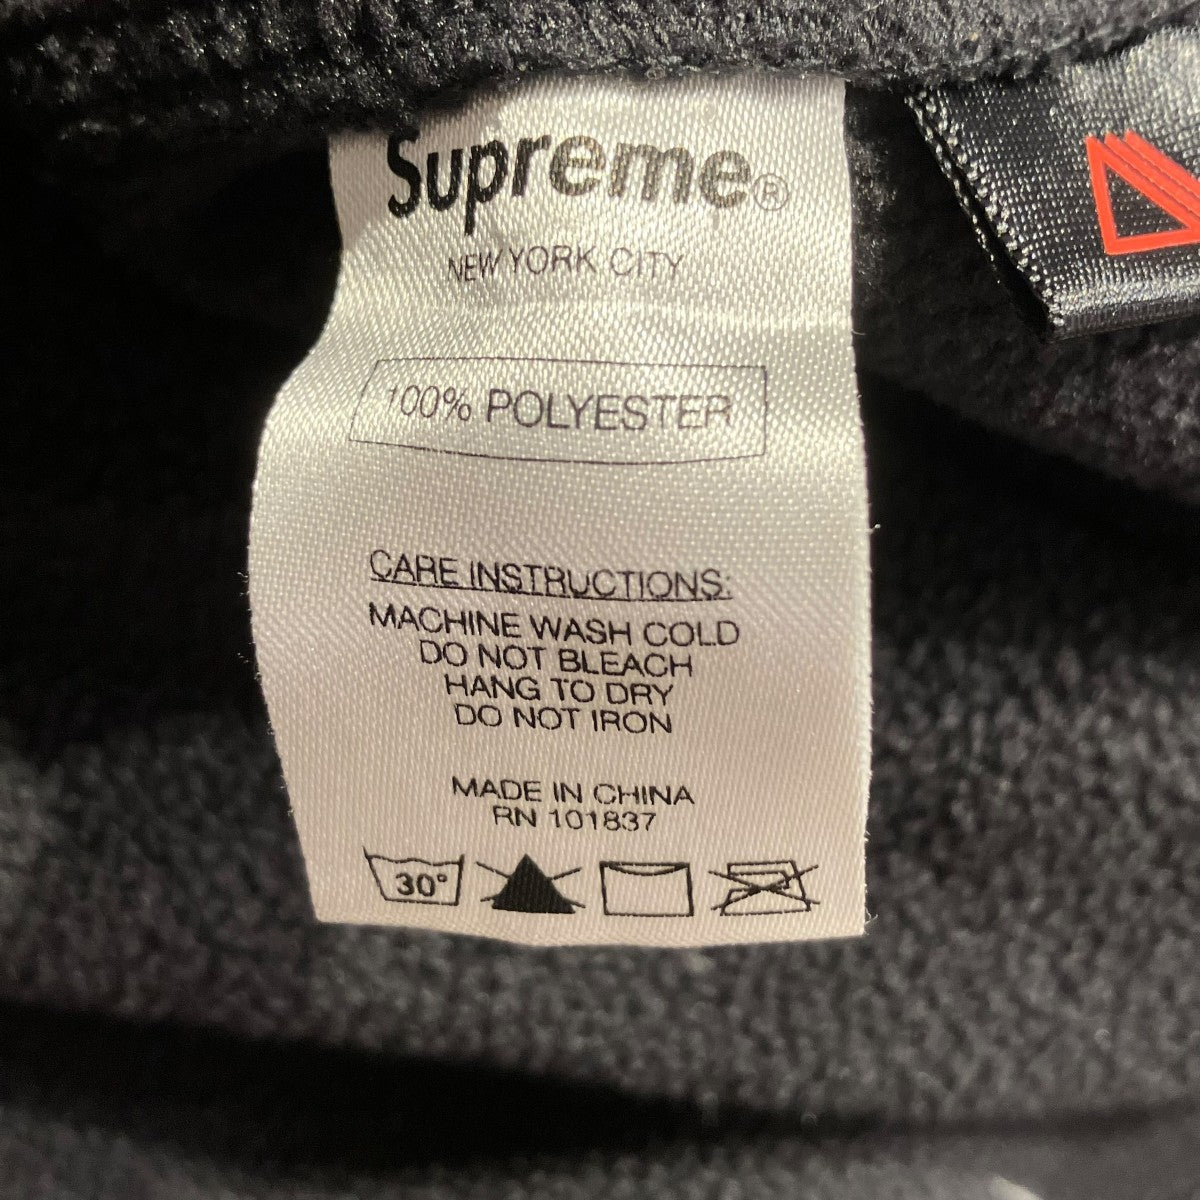 Supreme®
NEW YORK CITY
100% POLYESTER
CARE INSTRUCTIONS:
MACHINE WASH COLD
DO NOT BLEACH
HANG TO DRY
DO NOT IRON
MADE IN CHINA
RN 101837
30°